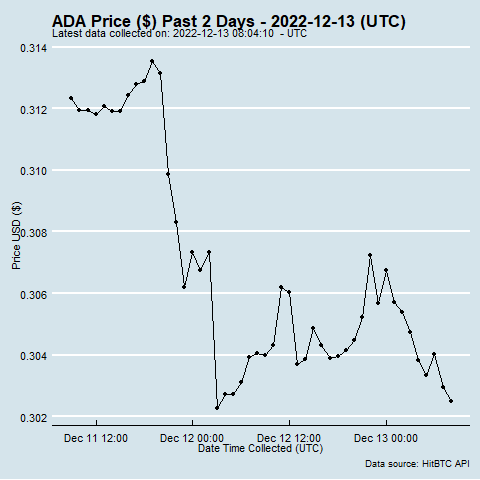 ADA Price ($) Past 2 Days - 2022-12-13 (UTC)
Latest data collected on: 2022-12-13 08:04:10  - UTC
0.314
0.312
0.310
0.308
0.306
0.304
0.302
Price USD ($)
Dec 11 12:00
Dec 12 00:00
Dec 12 12:00
Dec 13 00:00
Date Time Collected (UTC)
Data source: HitBTC API